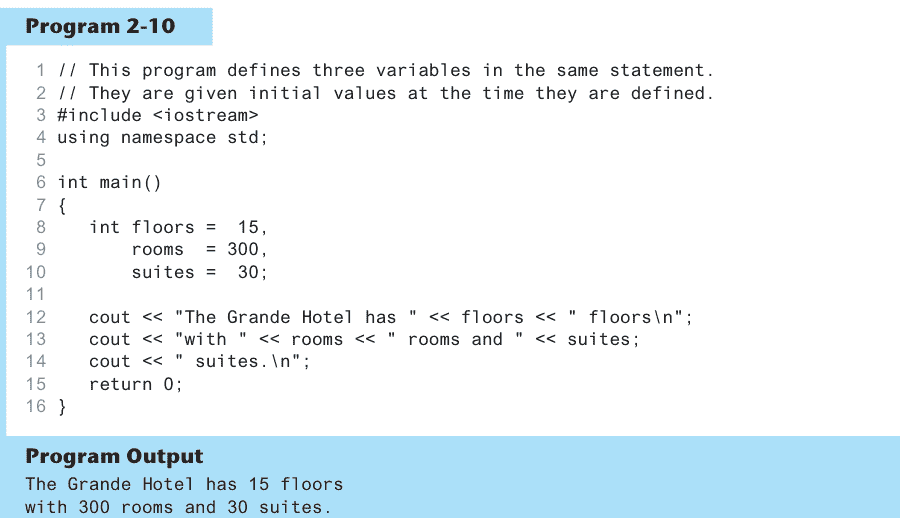 Program 2-10
1 // This program defines three variables in the same statement.
2 // They are given initial values at the time they are defined.
3 #include <iostream>
4 using namespace std;
5
6 int main()
7 {
8    int floors =  15,
9        rooms  = 300,
10        suites =  30;
11
12    cout << "The Grande Hotel has " << floors << " floors\n";
13    cout << "with " << rooms << " rooms and " << suites;
14    cout << " suites.\n";
15    return 0;
16 }
Program Output
The Grande Hotel has 15 floors
with 300 rooms and 30 suites.